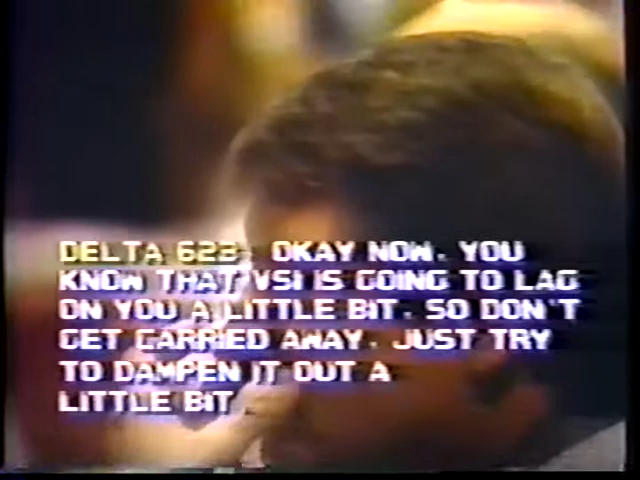 DELTA 623: OKAY NOW. YOU
KNOW THAT VSI IS GOING TO LAG
ON YOU A LITTLE BIT. SO DON'T
GET CARRIED AWAY. JUST TRY
TO DAMPEN IT OUT A
LITTLE BIT